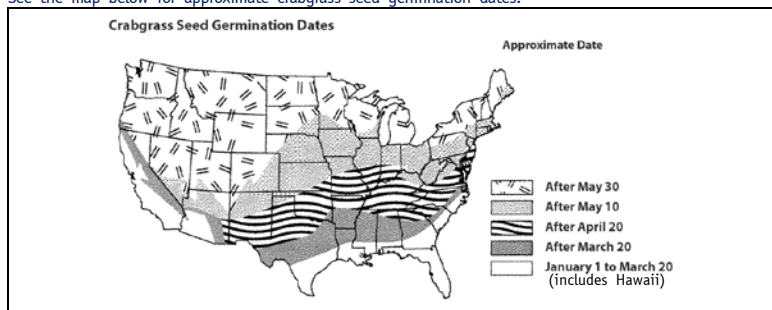 See the map below for approximate crabgrass seed germination dates.
Crabgrass Seed Germination Dates
Approximate Date
After May 30
After May 10
After April 20
After March 20
January 1 to March 20
(includes Hawaii)